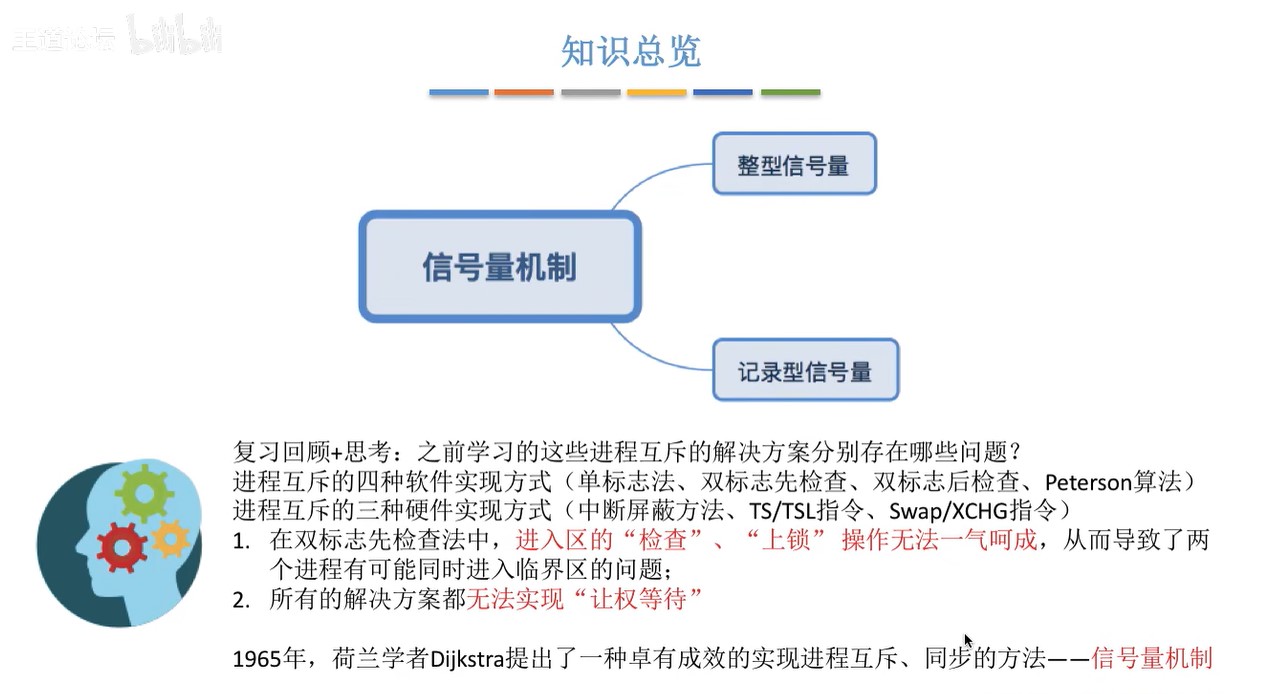 王道论坛 bilibili
知识总览
整型信号量
信号量机制
记录型信号量
复习回顾+思考：之前学习的这些进程互斥的解决方案分别存在哪些问题？
进程互斥的四种软件实现方式（单标志法、双标志先检查、双标志后检查、Peterson算法）
进程互斥的三种硬件实现方式（中断屏蔽方法、TS/TSL指令、Swap/XCHG指令）
1. 在双标志先检查法中，进入区的“检查”、“上锁” 操作无法一气呵成，从而导致了两
个进程有可能同时进入临界区的问题；
2. 所有的解决方案都无法实现“让权等待”
1965年，荷兰学者Dijkstra提出了一种卓有成效的实现进程互斥、同步的方法——信号量机制